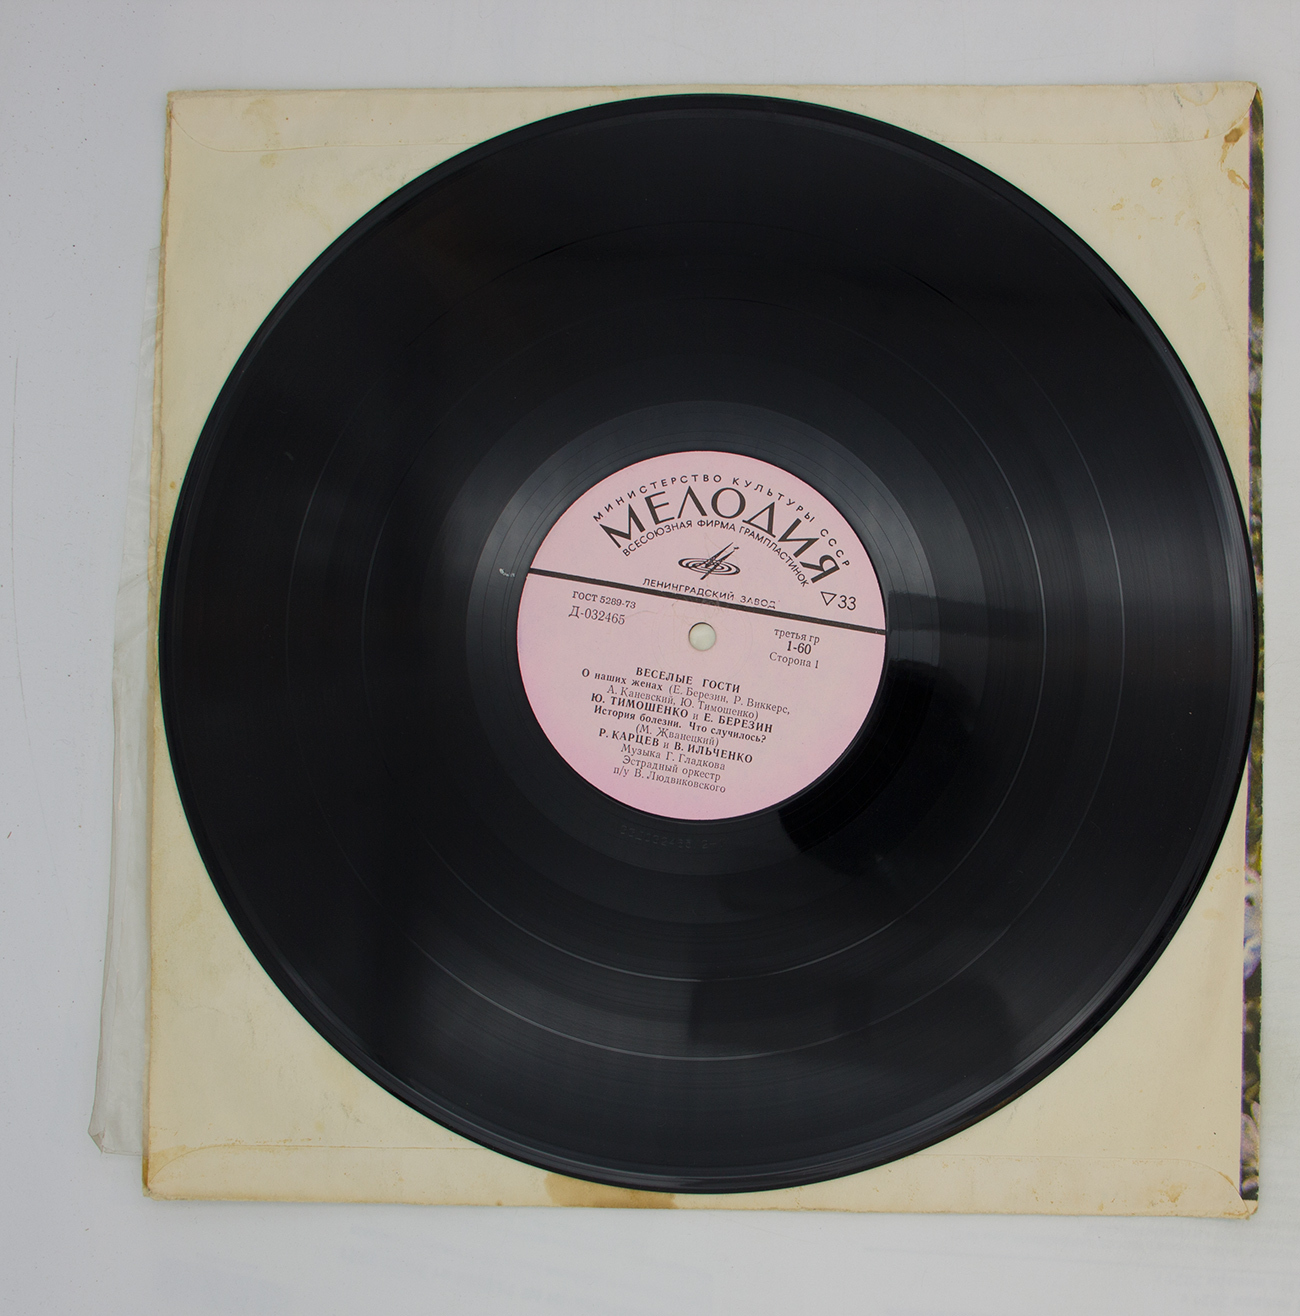 МИНИСТЕРСТВО КУЛЬТУРЫ СССР
МЕЛОДИЯ
ВСЕСОЮЗНАЯ ФИРМА ГРАМПЛАСТИНОК
ЛЕНИНГРАДСКИЙ ЗАВОД
33
ГОСТ 5289-73
Д-032465
третья гр
1-60
Сторона 1
ВЕСЕЛЫЕ ГОСТИ
О наших женах (Е. Березин, Р. Виккерс,
А. Каневский, Ю. Тимошенко)
Ю. ТИМОШЕНКО и Е. БЕРЕЗИН
История болезни. Что случилось?
(М. Жванецкий)
Р. КАРЦЕВ и В. ИЛЬЧЕНКО
Музыка Г. Гладкова
Эстрадный оркестр
п/у В. Людвиковского